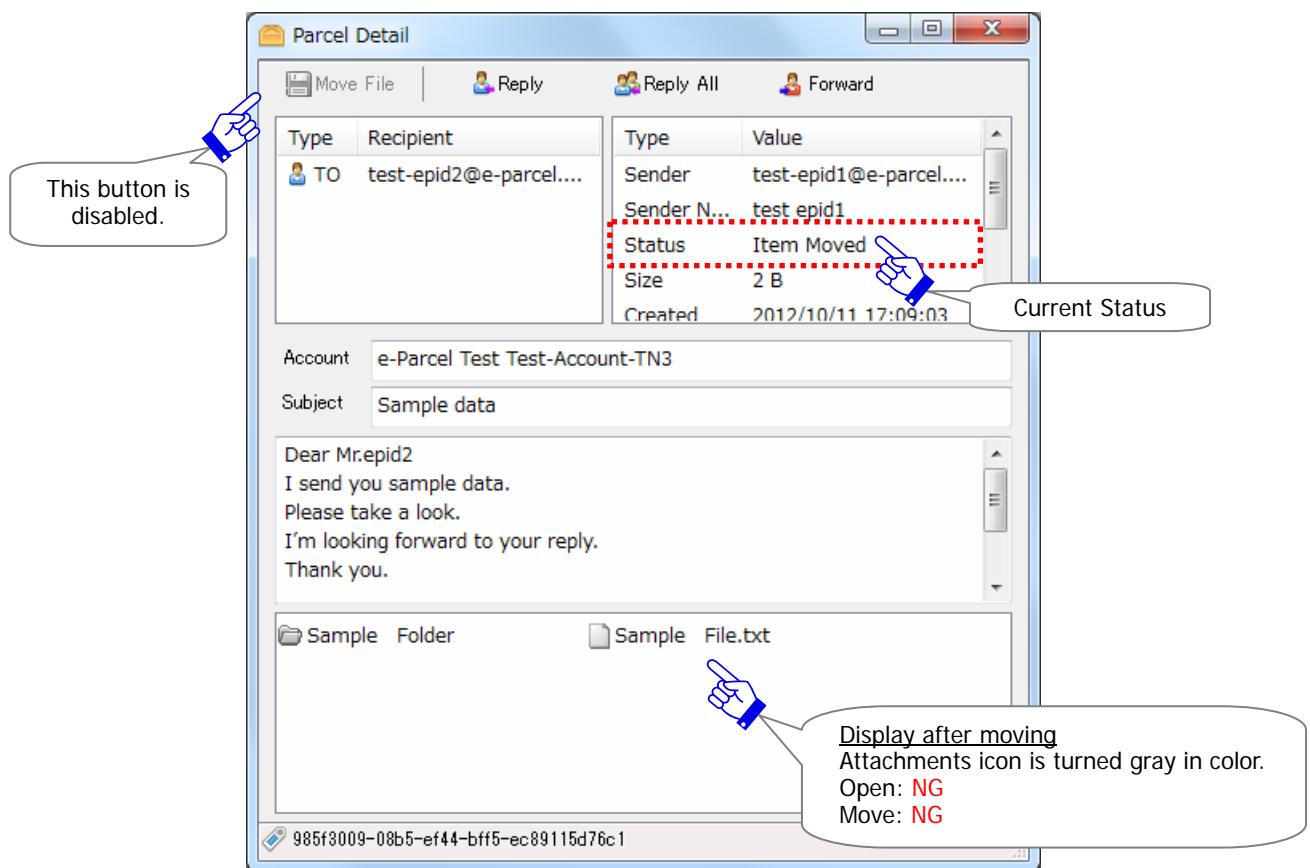 Parcel Detail
Move File
Reply
Reply All
Forward
This button is
disabled.
Type Recipient
TO test-epid2@e-parcel....
Type Value
Sender test-epid1@e-parcel....
Sender N... test epid1
Status Item Moved
Size 2 B
Created 2012/10/11 17:09:03
Current Status
Account e-Parcel Test Test-Account-TN3
Subject Sample data
Dear Mr.epid2
I send you sample data.
Please take a look.
I'm looking forward to your reply.
Thank you.
Sample Folder
Sample File.txt
Display after moving
Attachments icon is turned gray in color.
Open: NG
Move: NG
985f3009-08b5-ef44-bff5-ec89115d76c1